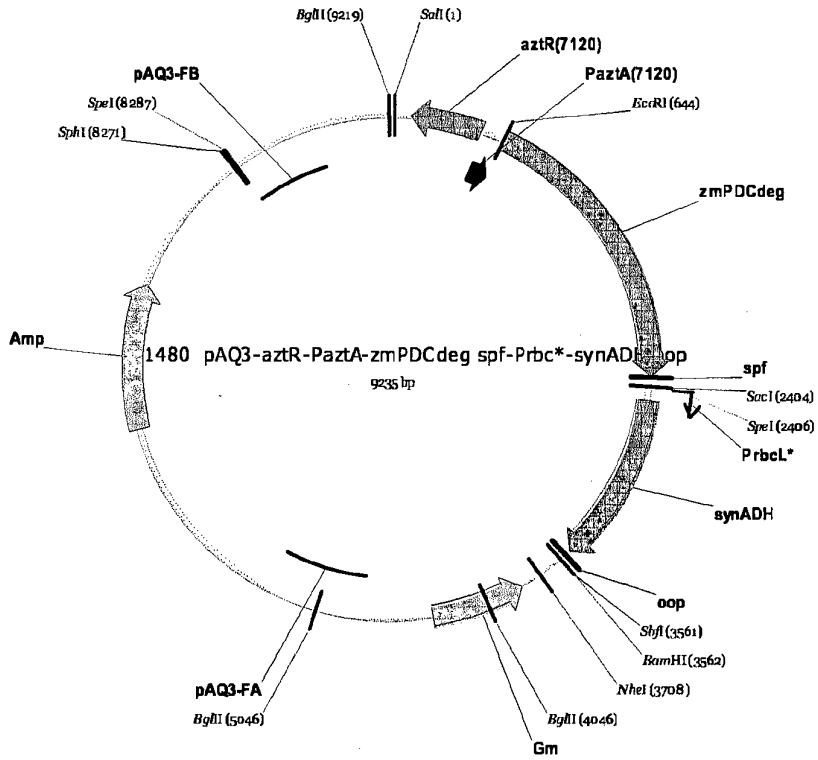 BglII (9219)
SalI (1)
aztR(7120)
pAQ3-FB
PaztA(7120)
SpeI (8287)
EcoRI (644)
SphI (8271)
zmPDCdeg
Amp
1480 pAQ3-aztR-PaztA-zmPDCdeg spf-Prbc*-synADH oop
9235 bp
spf
SacI (2404)
SpeI (2406)
PrbcL*
synADH
oop
SbfI (3561)
BamHI (3562)
pAQ3-FA
NheI (3708)
BglII (5046)
BglII (4046)
Gm